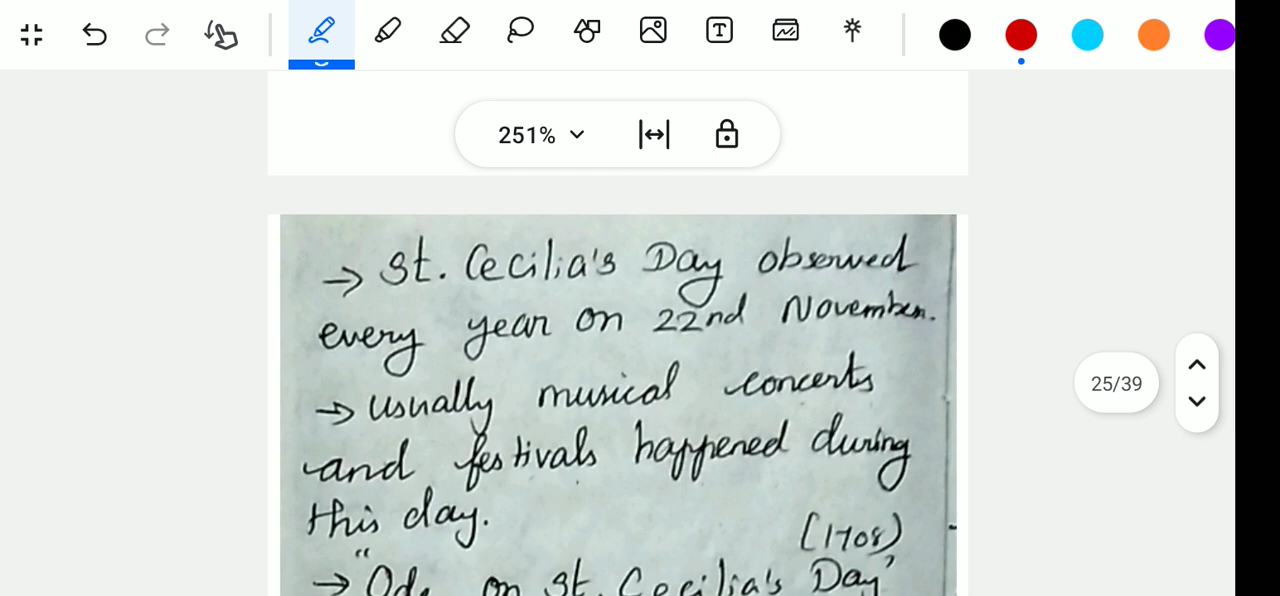 251%
→ St. Cecilia's Day observed
every year on 22nd November.
→ Usually musical concerts
and festivals happened during
this day.
(1708)
→ "Ode on St. Cecilia's Day"
25/39